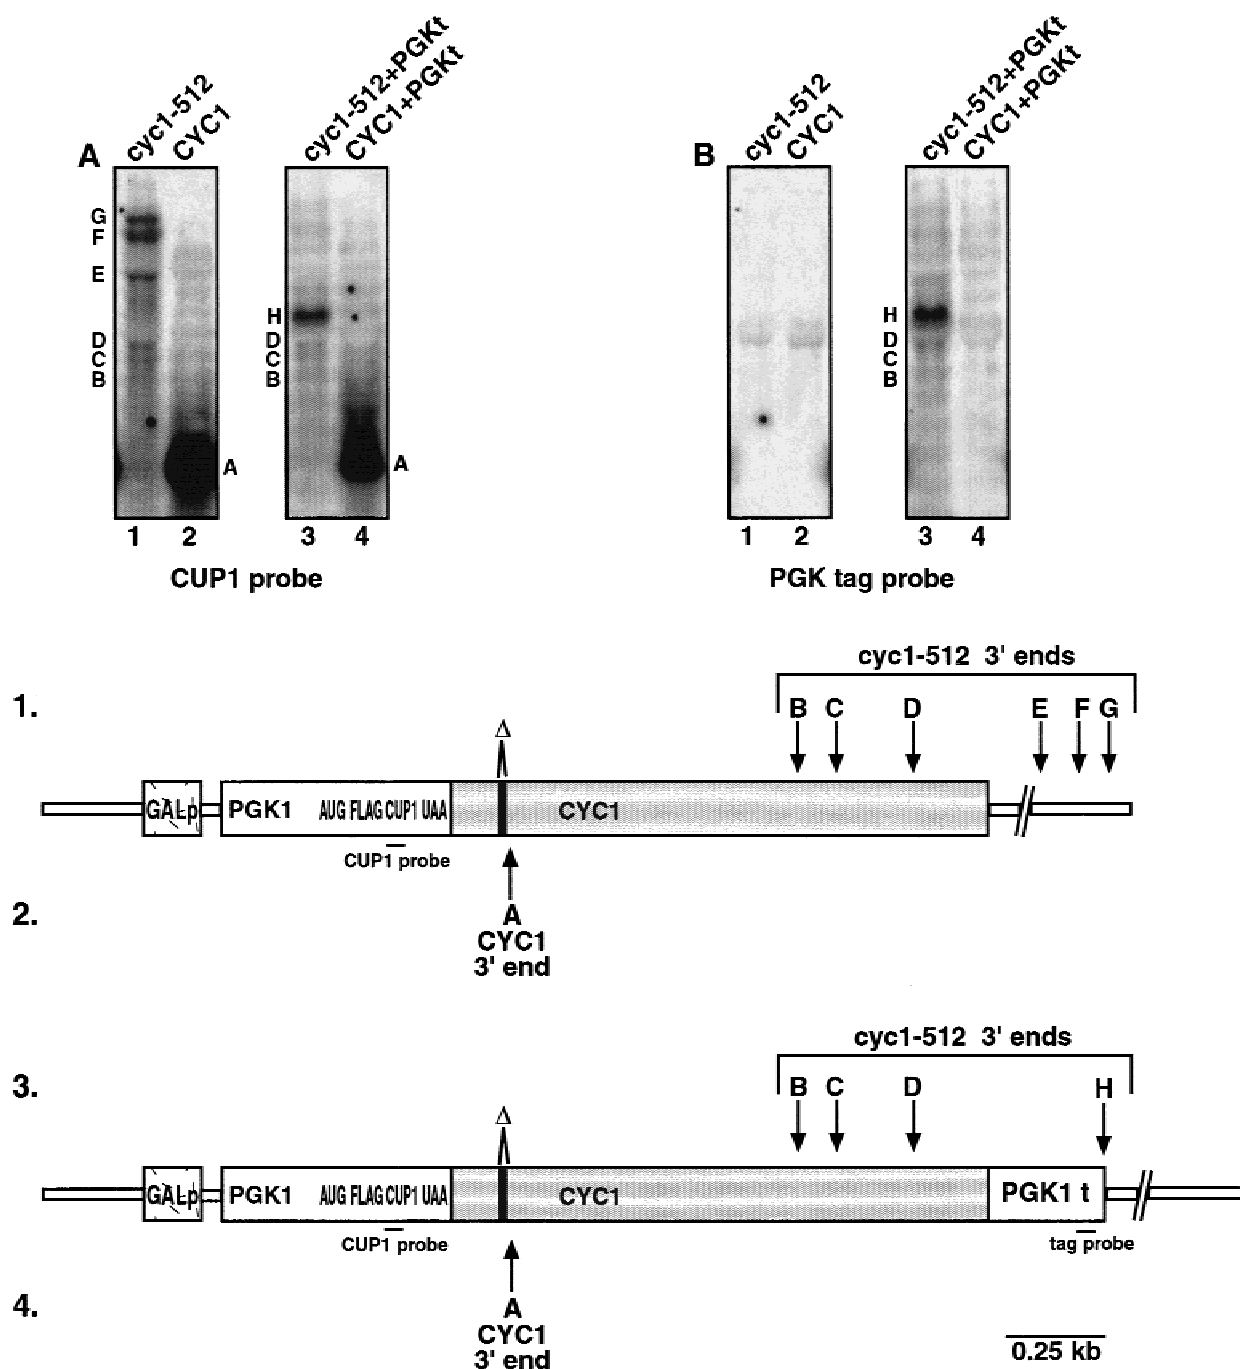 A
cyc1-512
CYC1
cyc1-512+PGKt
CYC1+PGKt
B
cyc1-512
CYC1
cyc1-512+PGKt
CYC1+PGKt
G
F
E
D
C
B
A
H
D
C
B
A
H
D
C
B
1 2 3 4
1 2 3 4
CUP1 probe
PGK tag probe
cyc1-512 3' ends
1.
B C D E F G
Δ
GALp PGK1 AUG FLAG CUP1 UAA CYC1
CUP1 probe
2.
A
CYC1
3' end
cyc1-512 3' ends
3.
B C D H
Δ
GALp PGK1 AUG FLAG CUP1 UAA CYC1 PGK1 t
CUP1 probe
tag probe
4.
A
CYC1
3' end
0.25 kb